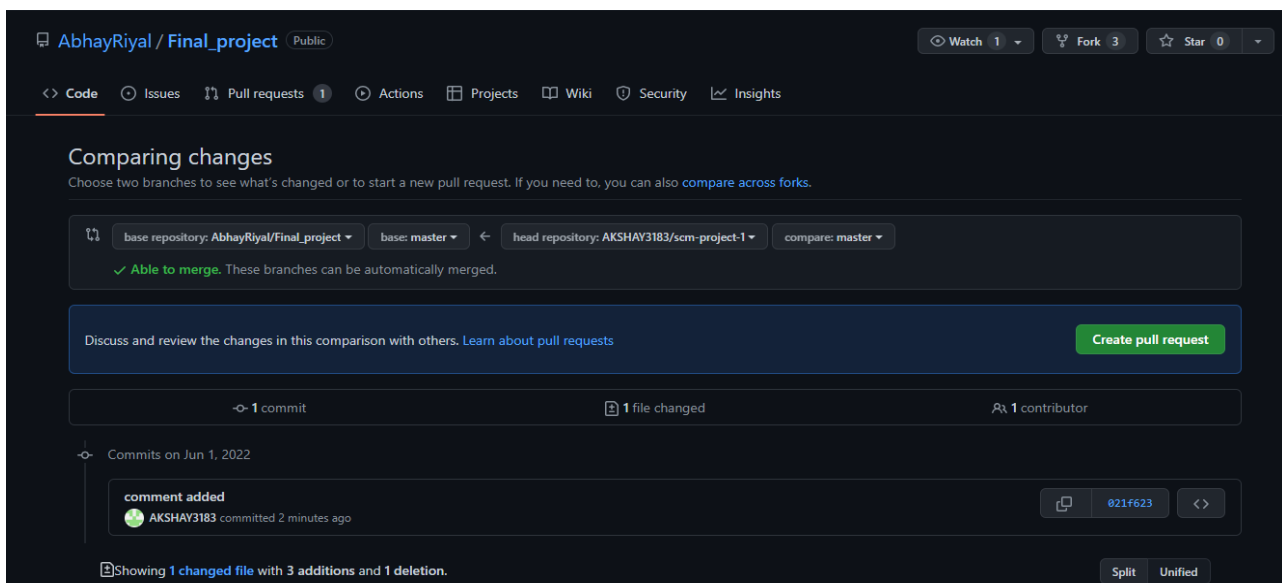 AbhayRiyal / Final_project Public Watch 1 Fork 3 Star 0
<> Code Issues Pull requests 1 Actions Projects Wiki Security Insights
Comparing changes
Choose two branches to see what's changed or to start a new pull request. If you need to, you can also compare across forks.
base repository: AbhayRiyal/Final_project base: master ← head repository: AKSHAY3183/scm-project-1 compare: master
✓ Able to merge. These branches can be automatically merged.
Discuss and review the changes in this comparison with others. Learn about pull requests Create pull request
1 commit 1 file changed 1 contributor
Commits on Jun 1, 2022
comment added
AKSHAY3183 committed 2 minutes ago 021f623 <>
Showing 1 changed file with 3 additions and 1 deletion. Split Unified